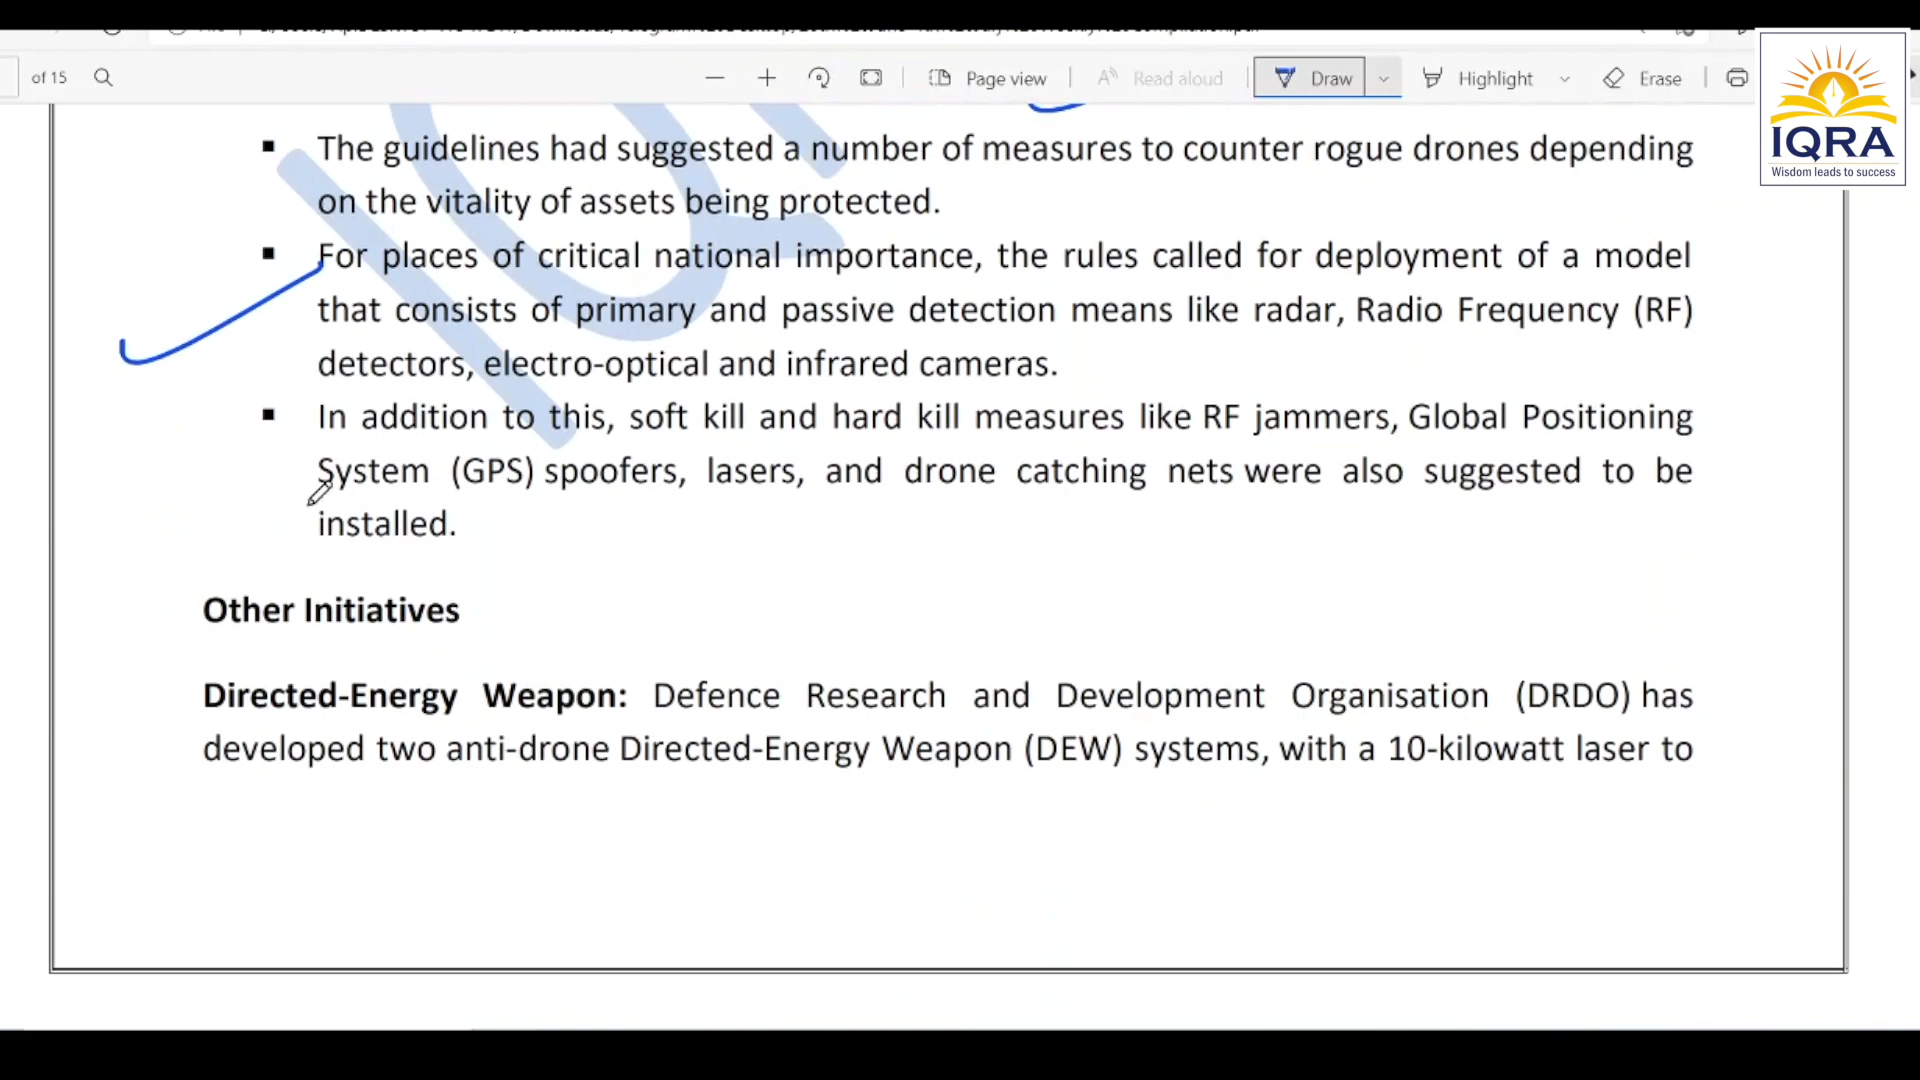 of 15
Page view
Read aloud
Draw
Highlight
Erase
IQRA
Wisdom leads to success
▪ The guidelines had suggested a number of measures to counter rogue drones depending
on the vitality of assets being protected.
▪ For places of critical national importance, the rules called for deployment of a model
that consists of primary and passive detection means like radar, Radio Frequency (RF)
detectors, electro-optical and infrared cameras.
▪ In addition to this, soft kill and hard kill measures like RF jammers, Global Positioning
System (GPS) spoofers, lasers, and drone catching nets were also suggested to be
installed.
Other Initiatives
Directed-Energy Weapon: Defence Research and Development Organisation (DRDO) has
developed two anti-drone Directed-Energy Weapon (DEW) systems, with a 10-kilowatt laser to